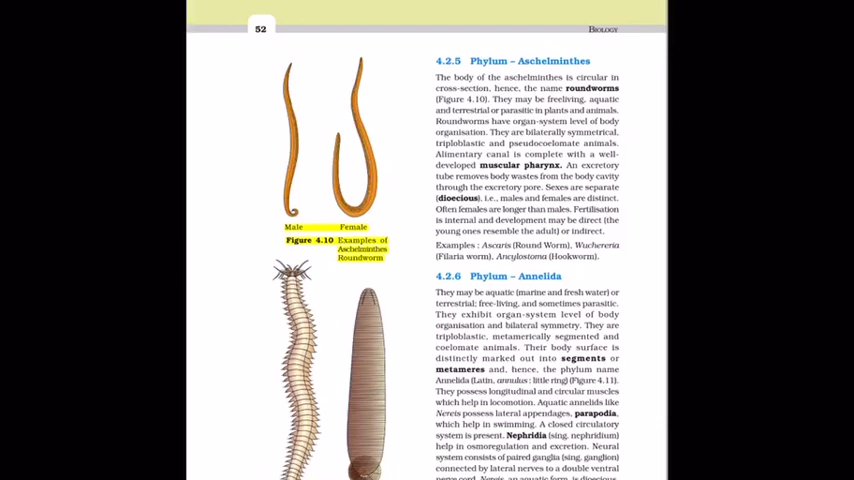 52
BIOLOGY
Male Female
Figure 4.10 Examples of
Aschelminthes
Roundworm
4.2.5 Phylum – Aschelminthes
The body of the aschelminthes is circular in
cross-section, hence, the name roundworms
(Figure 4.10). They may be freeliving, aquatic
and terrestrial or parasitic in plants and animals.
Roundworms have organ-system level of body
organisation. They are bilaterally symmetrical,
triploblastic and pseudocoelomate animals.
Alimentary canal is complete with a well-
developed muscular pharynx. An excretory
tube removes body wastes from the body cavity
through the excretory pore. Sexes are separate
(dioecious), i.e., males and females are distinct.
Often females are longer than males. Fertilisation
is internal and development may be direct (the
young ones resemble the adult) or indirect.
Examples : Ascaris (Round Worm), Wuchereria
(Filaria worm), Ancylostoma (Hookworm).
4.2.6 Phylum – Annelida
They may be aquatic (marine and fresh water) or
terrestrial; free-living, and sometimes parasitic.
They exhibit organ-system level of body
organisation and bilateral symmetry. They are
triploblastic, metamerically segmented and
coelomate animals. Their body surface is
distinctly marked out into segments or
metameres and, hence, the phylum name
Annelida (Latin, annulus : little ring) (Figure 4.11).
They possess longitudinal and circular muscles
which help in locomotion. Aquatic annelids like
Nereis possess lateral appendages, parapodia,
which help in swimming. A closed circulatory
system is present. Nephridia (sing. nephridium)
help in osmoregulation and excretion. Neural
system consists of paired ganglia (sing. ganglion)
connected by lateral nerves to a double ventral
nerve cord. Nereis, an aquatic form, is dioecious,